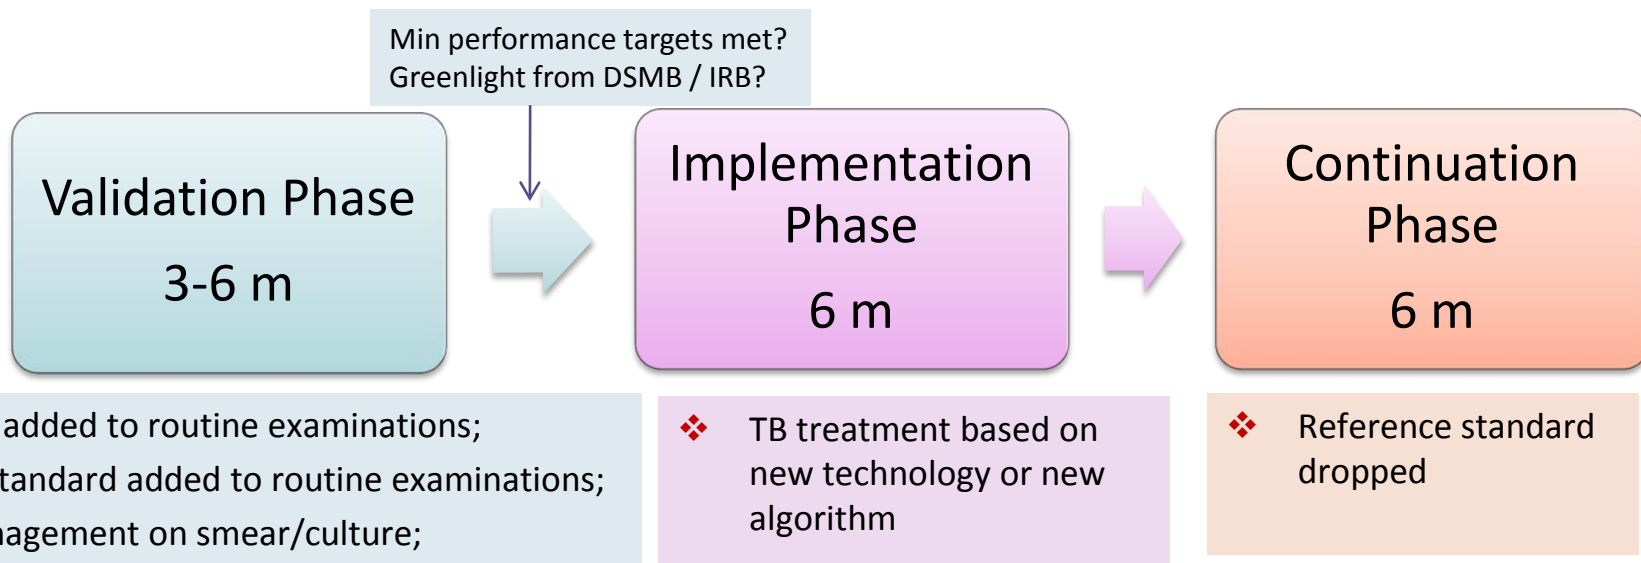 Min performance targets met?
Greenlight from DSMB / IRB?
Validation Phase
3-6 m
Implementation
Phase
6 m
Continuation
Phase
6 m
added to routine examinations;
standard added to routine examinations;
on smear/culture;
TB treatment based on
new technology or new
algorithm
Reference standard
dropped